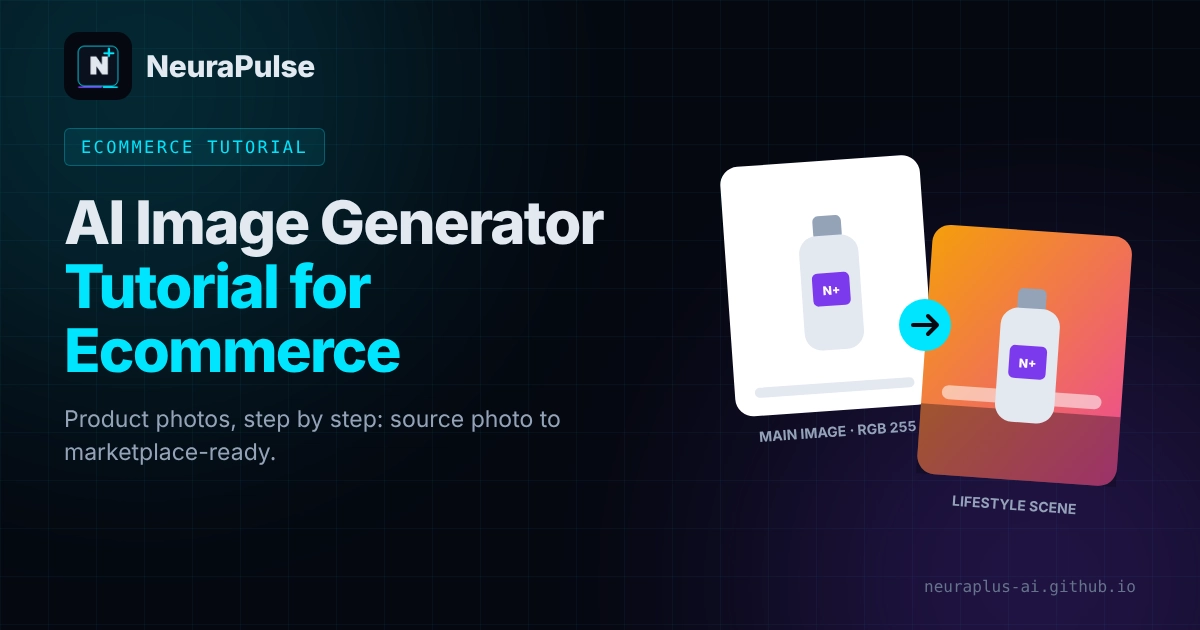 N+
NeuraPulse
ECOMMERCE TUTORIAL
AI Image Generator
Tutorial for
Ecommerce
Product photos, step by step: source photo to
marketplace-ready.
N+
MAIN IMAGE · RGB 255
N+
LIFESTYLE SCENE
neuraplus-ai.github.io